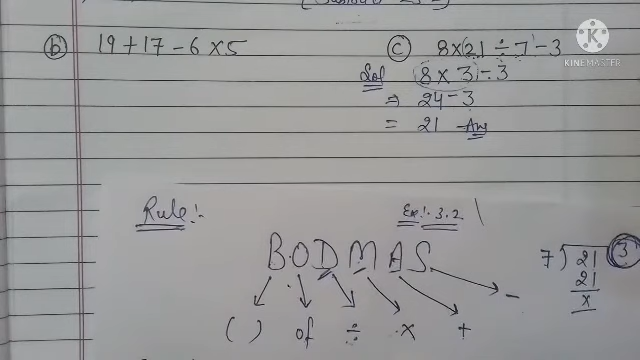 (b) 19 + 17 - 6 × 5
(c) 8 × (21 ÷ 7) - 3
Sol 8 × 3 - 3
⇒ 24 - 3
= 21 Ans
Rule:-
Ex:- 3.2
BODMAS
( ) of ÷ × + -
7) 21 (3
21
x
K
KINEMASTER